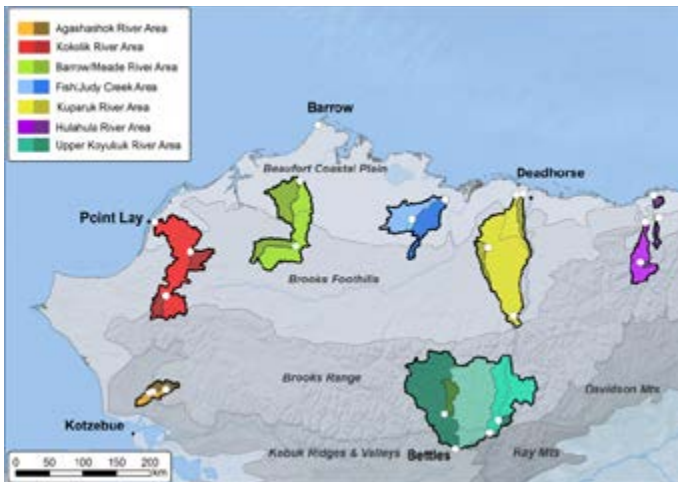 Agashashok River Area
Kokolik River Area
Barrow/Meade River Area
Fish/Judy Creek Area
Kuparuk River Area
Hulahula River Area
Upper Koyukuk River Area
Barrow
Beaufort Coastal Plain
Deadhorse
Point Lay
Brooks Foothills
Brooks Range
Davidson Mts
Kotzebue
Kobuk Ridges & Valleys
Bettles
Ray Mts
0 50 100 150 200
km